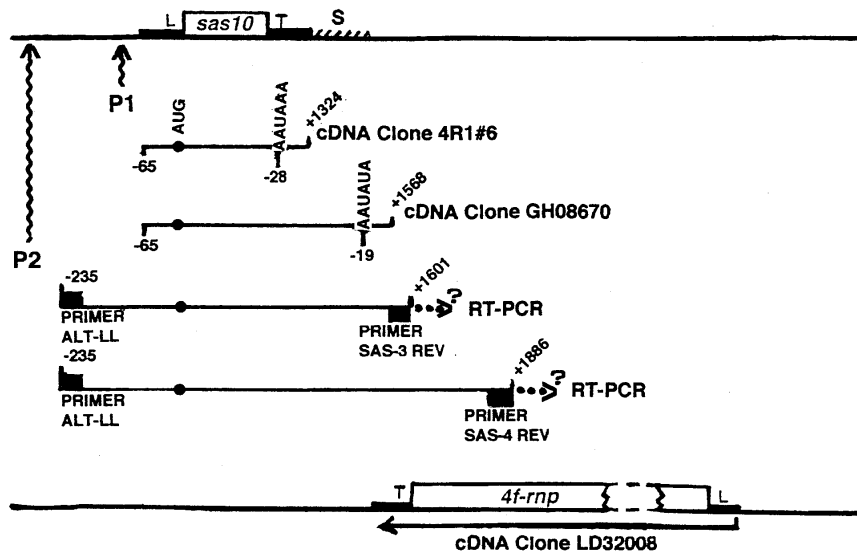 L sas10 T S
P1
P2
AUG AAUAAA +1324 cDNA Clone 4R1#6
-65 -28
AAUAUA +1568 cDNA Clone GH08670
-65 -19
-235 +1601 ? RT-PCR
PRIMER ALT-LL
PRIMER SAS-3 REV
-235 +1886 ? RT-PCR
PRIMER ALT-LL
PRIMER SAS-4 REV
T 4f-rnp L
cDNA Clone LD32008